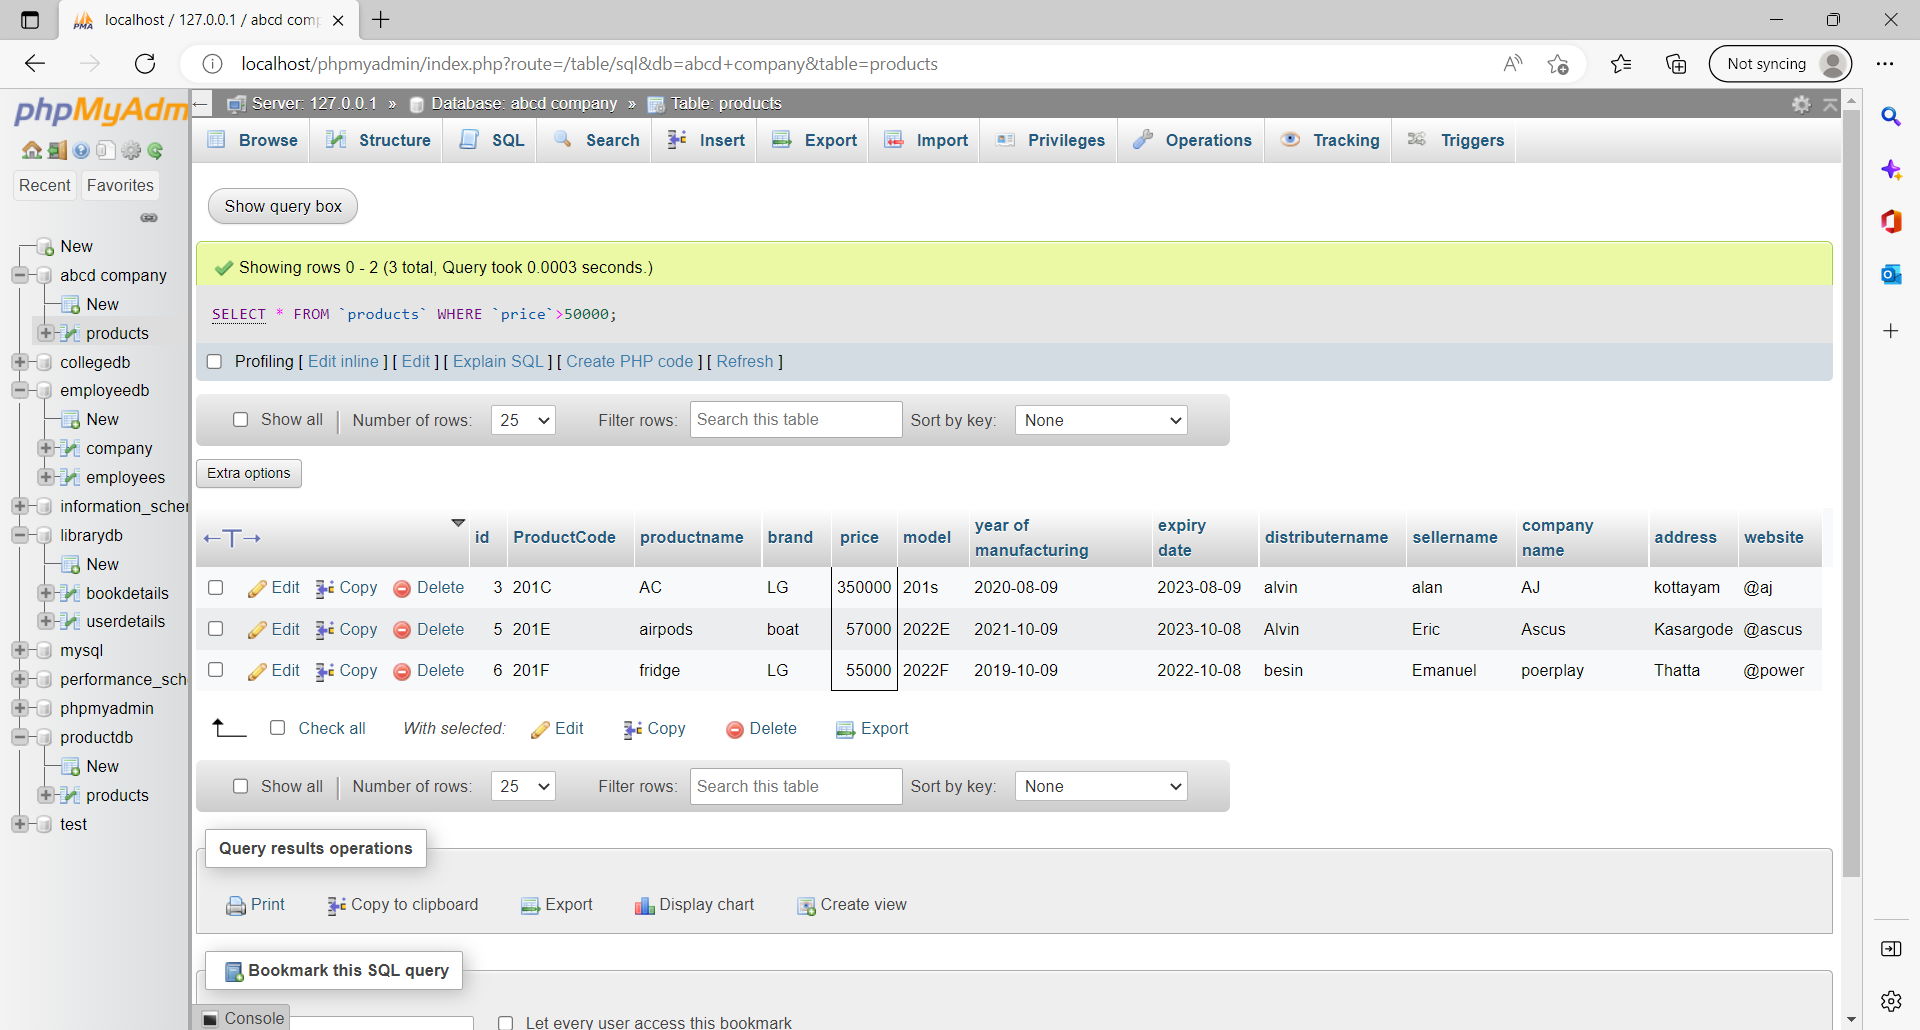 localhost / 127.0.0.1 / abcd comp
localhost/phpmyadmin/index.php?route=/table/sql&db=abcd+company&table=products
Not syncing
phpMyAdm
Recent Favorites
New
abcd company
New
products
collegedb
employeedb
New
company
employees
information_scher
librarydb
New
bookdetails
userdetails
mysql
performance_sch
phpmyadmin
productdb
New
products
test
Server: 127.0.0.1 » Database: abcd company » Table: products
Browse Structure SQL Search Insert Export Import Privileges Operations Tracking Triggers
Show query box
Showing rows 0 - 2 (3 total, Query took 0.0003 seconds.)
SELECT * FROM `products` WHERE `price`>50000;
Profiling [ Edit inline ] [ Edit ] [ Explain SQL ] [ Create PHP code ] [ Refresh ]
Show all Number of rows: 25 Filter rows: Search this table Sort by key: None
Extra options
id ProductCode productname brand price model year of manufacturing expiry date distributername sellername company name address website
Edit Copy Delete 3 201C AC LG 350000 201s 2020-08-09 2023-08-09 alvin alan AJ kottayam @aj
Edit Copy Delete 5 201E airpods boat 57000 2022E 2021-10-09 2023-10-08 Alvin Eric Ascus Kasargode @ascus
Edit Copy Delete 6 201F fridge LG 55000 2022F 2019-10-09 2022-10-08 besin Emanuel poerplay Thatta @power
Check all With selected: Edit Copy Delete Export
Show all Number of rows: 25 Filter rows: Search this table Sort by key: None
Query results operations
Print Copy to clipboard Export Display chart Create view
Bookmark this SQL query
Console
Let every user access this bookmark